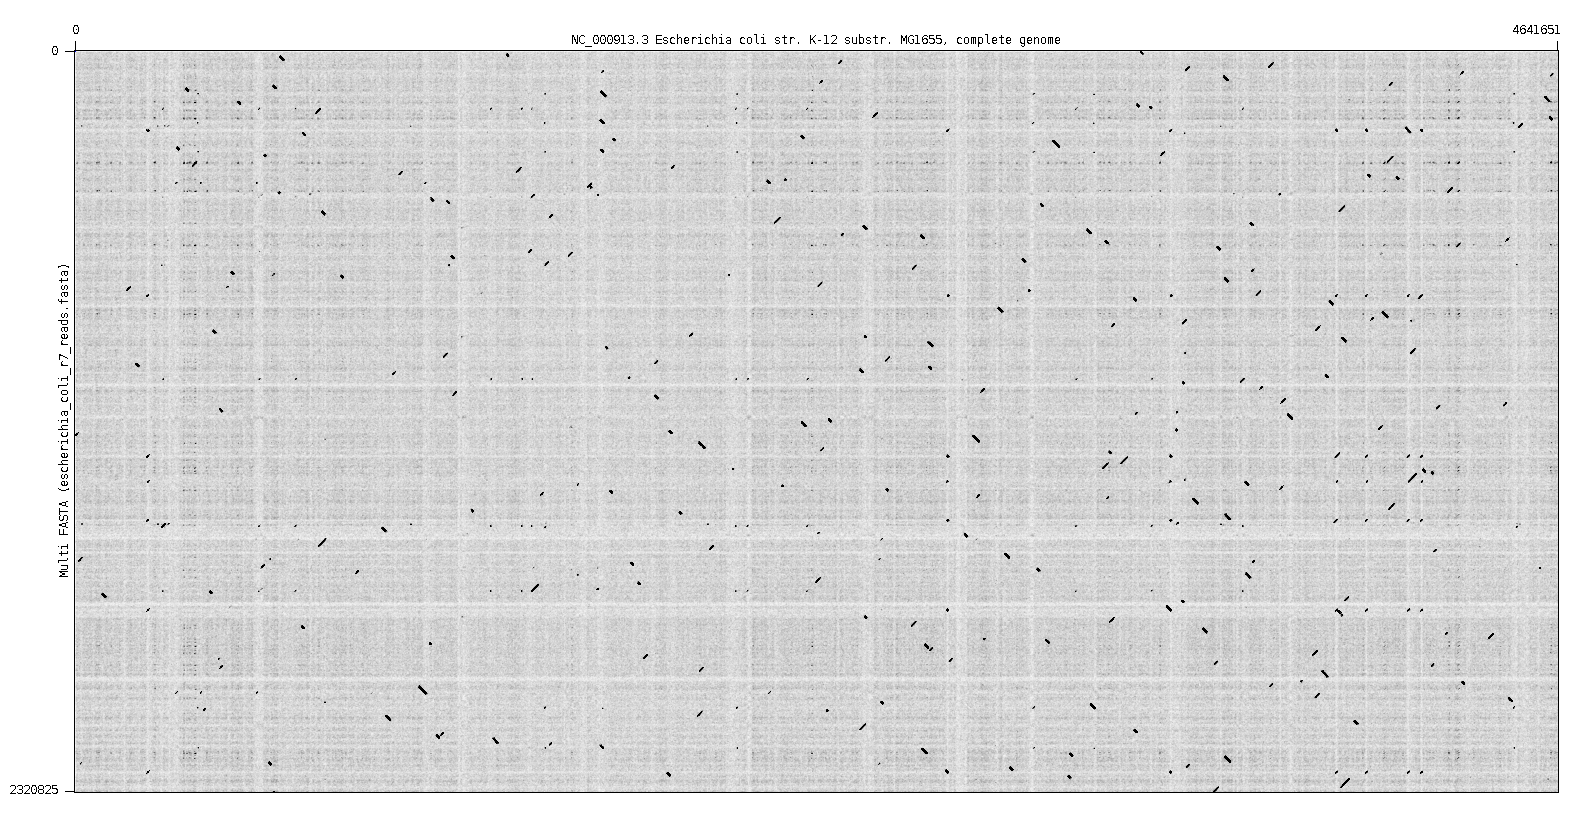 0
4641651
NC_000913.3 Escherichia coli str. K-12 substr. MG1655, complete genome
0
Multi FASTA (escherichia_coli_r7_reads.fasta)
2320825